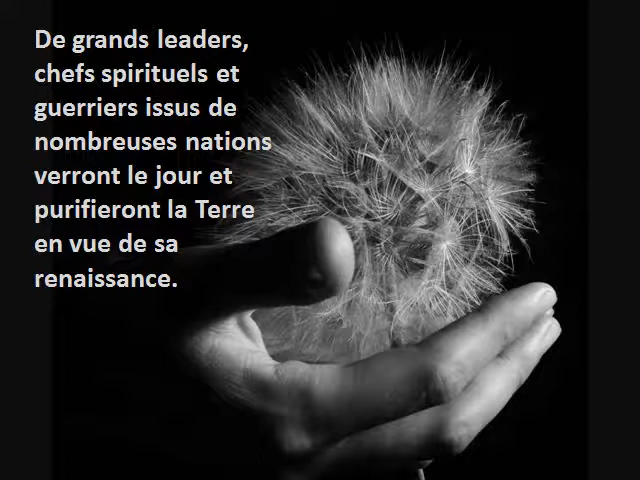 De grands leaders,
chefs spirituels et
guerriers issus de
nombreuses nations
verront le jour et
purifieront la Terre
en vue de sa
renaissance.